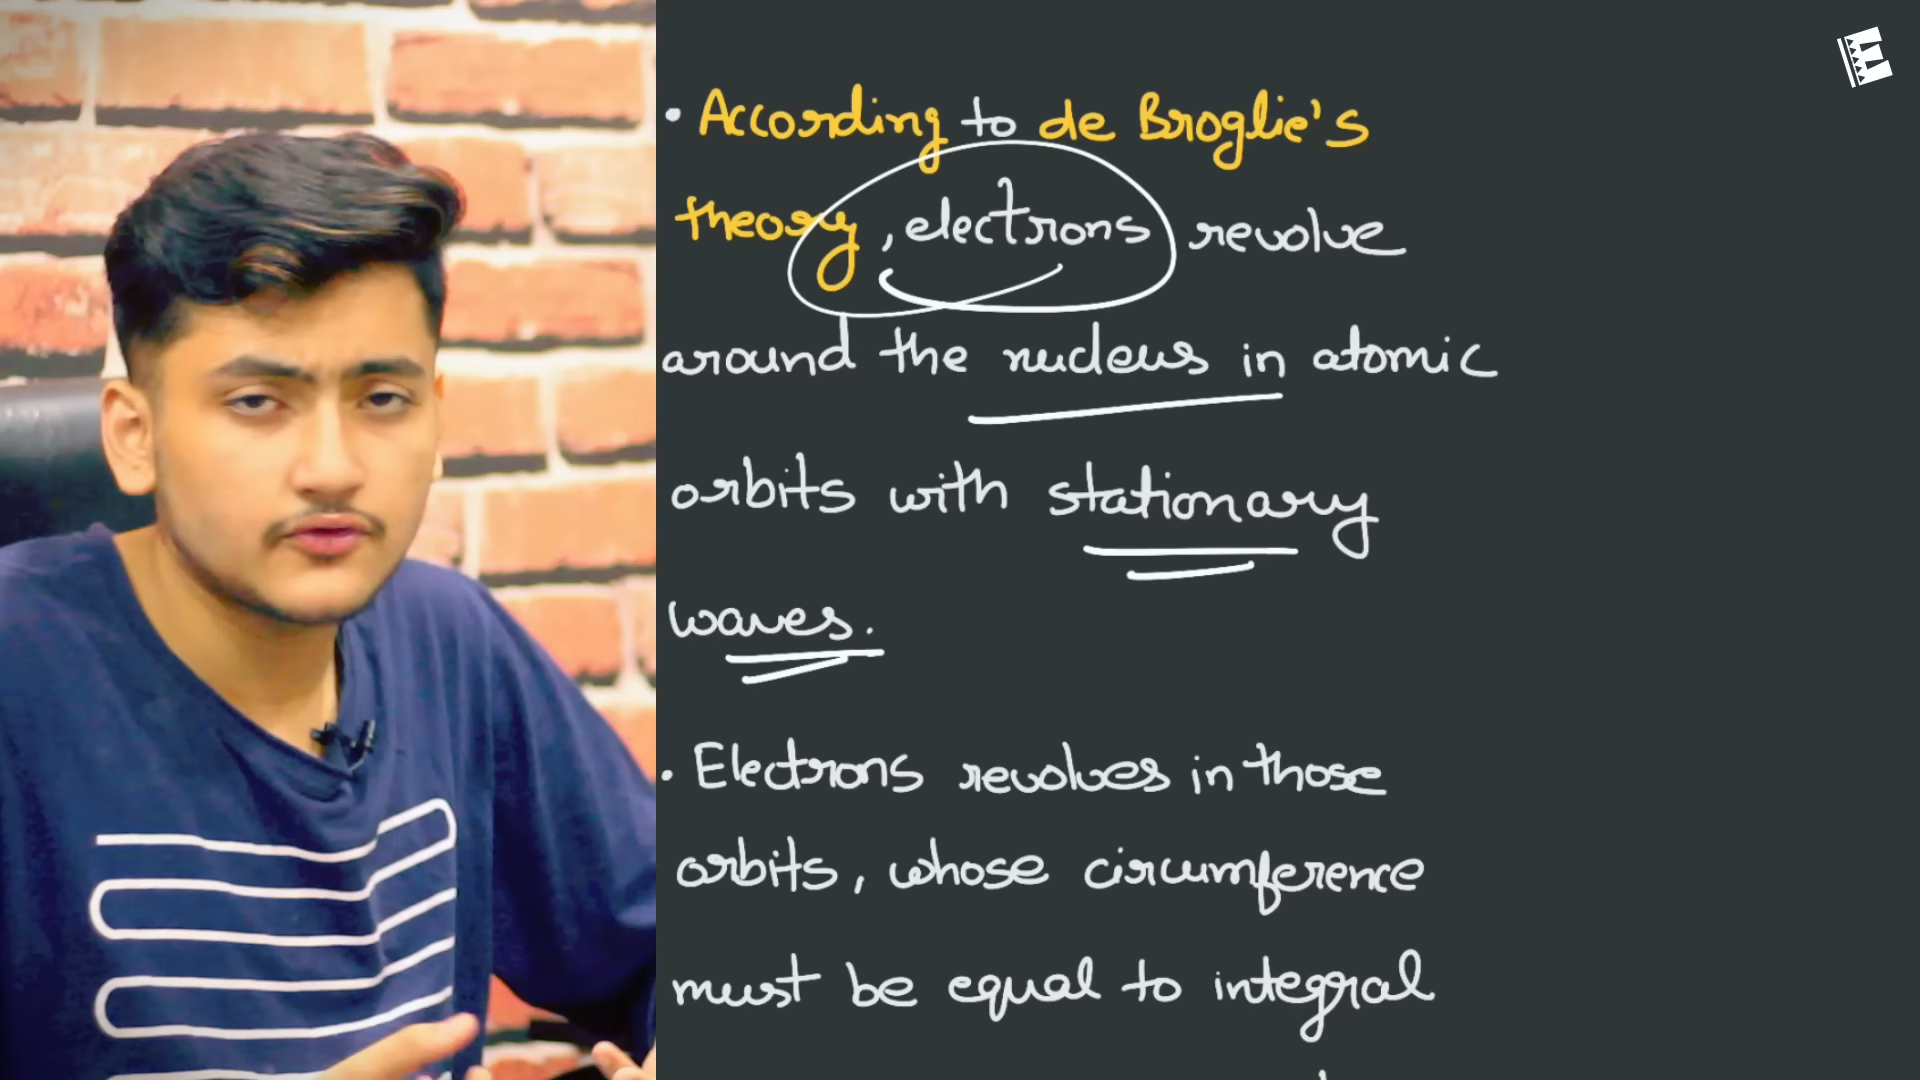 • According to de Broglie's
theory, electrons revolve
around the nucleus in atomic
orbits with stationary
waves.
• Electrons revolves in those
orbits, whose circumference
must be equal to integral
E